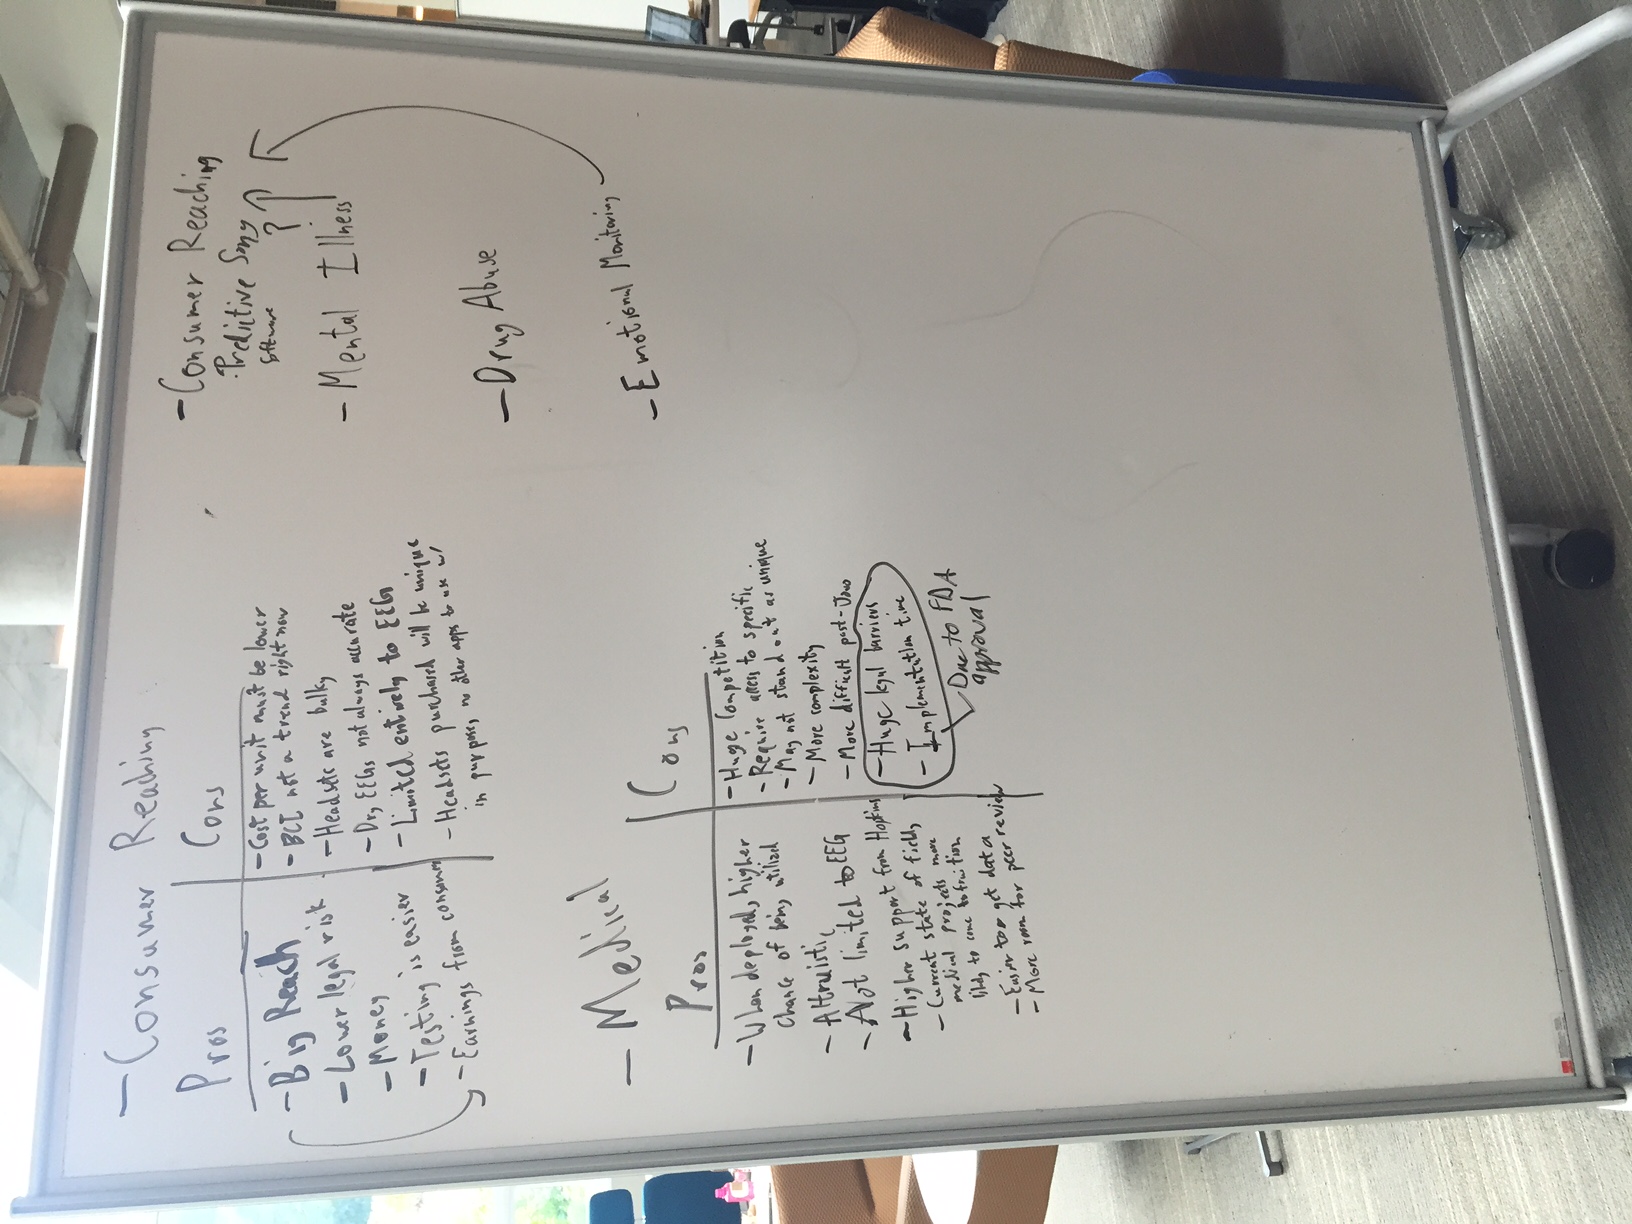 - Consumer Reaching
Pros
- Big Reach
- Lower legal risk
- Money
- Testing is easier
- Earnings from consumer
Cons
- Cost per unit must be lower
- BCI not a trend right now
- Headsets are bulky
- Dry EEGs not always accurate
- Limited entirely to EEG
- Headsets purchased will be unique
in purpose, no other apps to use w/
- Medical
Pros
- When deployed, higher
chance of being utilized
- Altruistic
- Not limited to EEG
- Higher support from Hopkins
- Current state of field,
medical projects more
likely to come to fruition
- Easier to get data
- More room for peer review
Cons
- Huge Competition
- Require access to specific
- May not stand out as unique
- More complexity
- More difficult past-
- Huge legal barriers
- Implementation time
Due to FDA
approval
- Consumer Reaching
· Predictive Song
Software
?
- Mental Illness
- Drug Abuse
- Emotional Monitoring